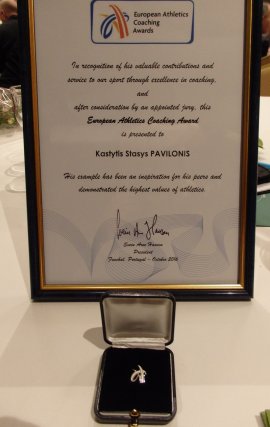 European Athletics
Coaching
Awards
In recognition of his valuable contributions and
service to our sport through excellence in coaching,
and
after consideration by an appointed jury, this
European Athletics Coaching Award
is presented to
Kastytis Stasys PAVILONIS
His example has been an inspiration for his peers and
demonstrated the highest values of athletics.
Svein Arne Hansen
President
Funchal, Portugal – October 2016